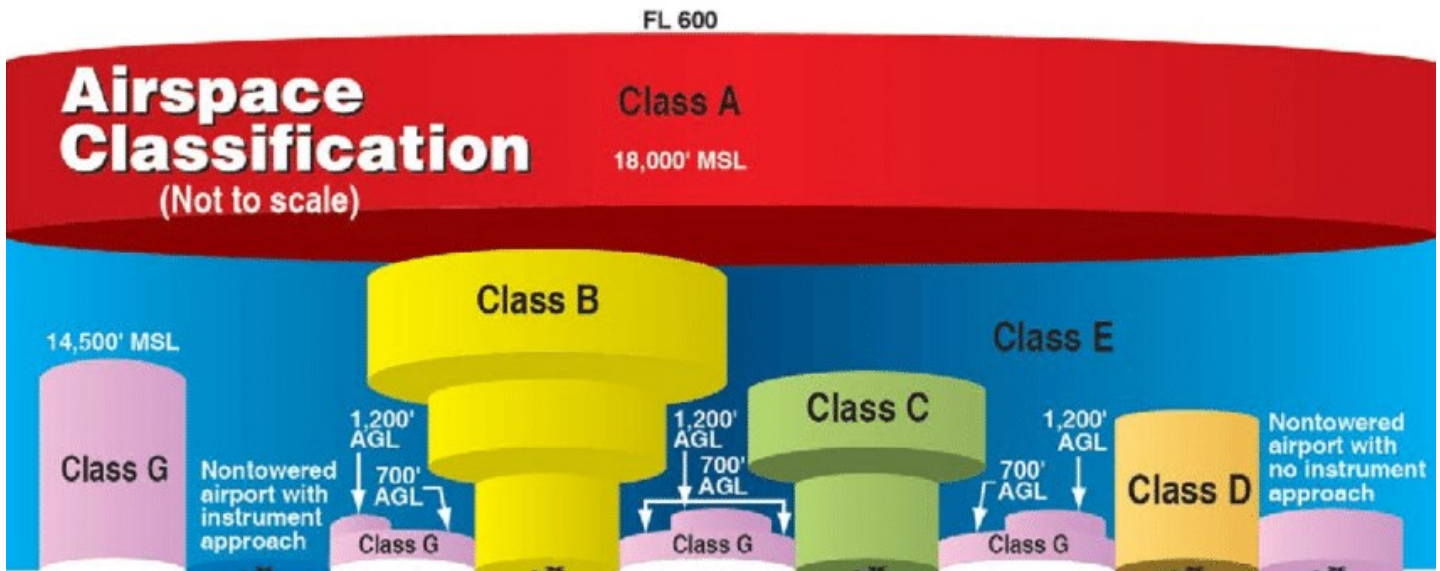 FL 600
Airspace
Classification
(Not to scale)
Class A
18,000' MSL
Class B
Class E
14,500' MSL
Class G
Nontowered
airport with
instrument
approach
1,200'
AGL
700'
AGL
Class G
1,200'
AGL
700'
AGL
Class G
Class C
700'
AGL
1,200'
AGL
Class G
Class D
Nontowered
airport with
no instrument
approach